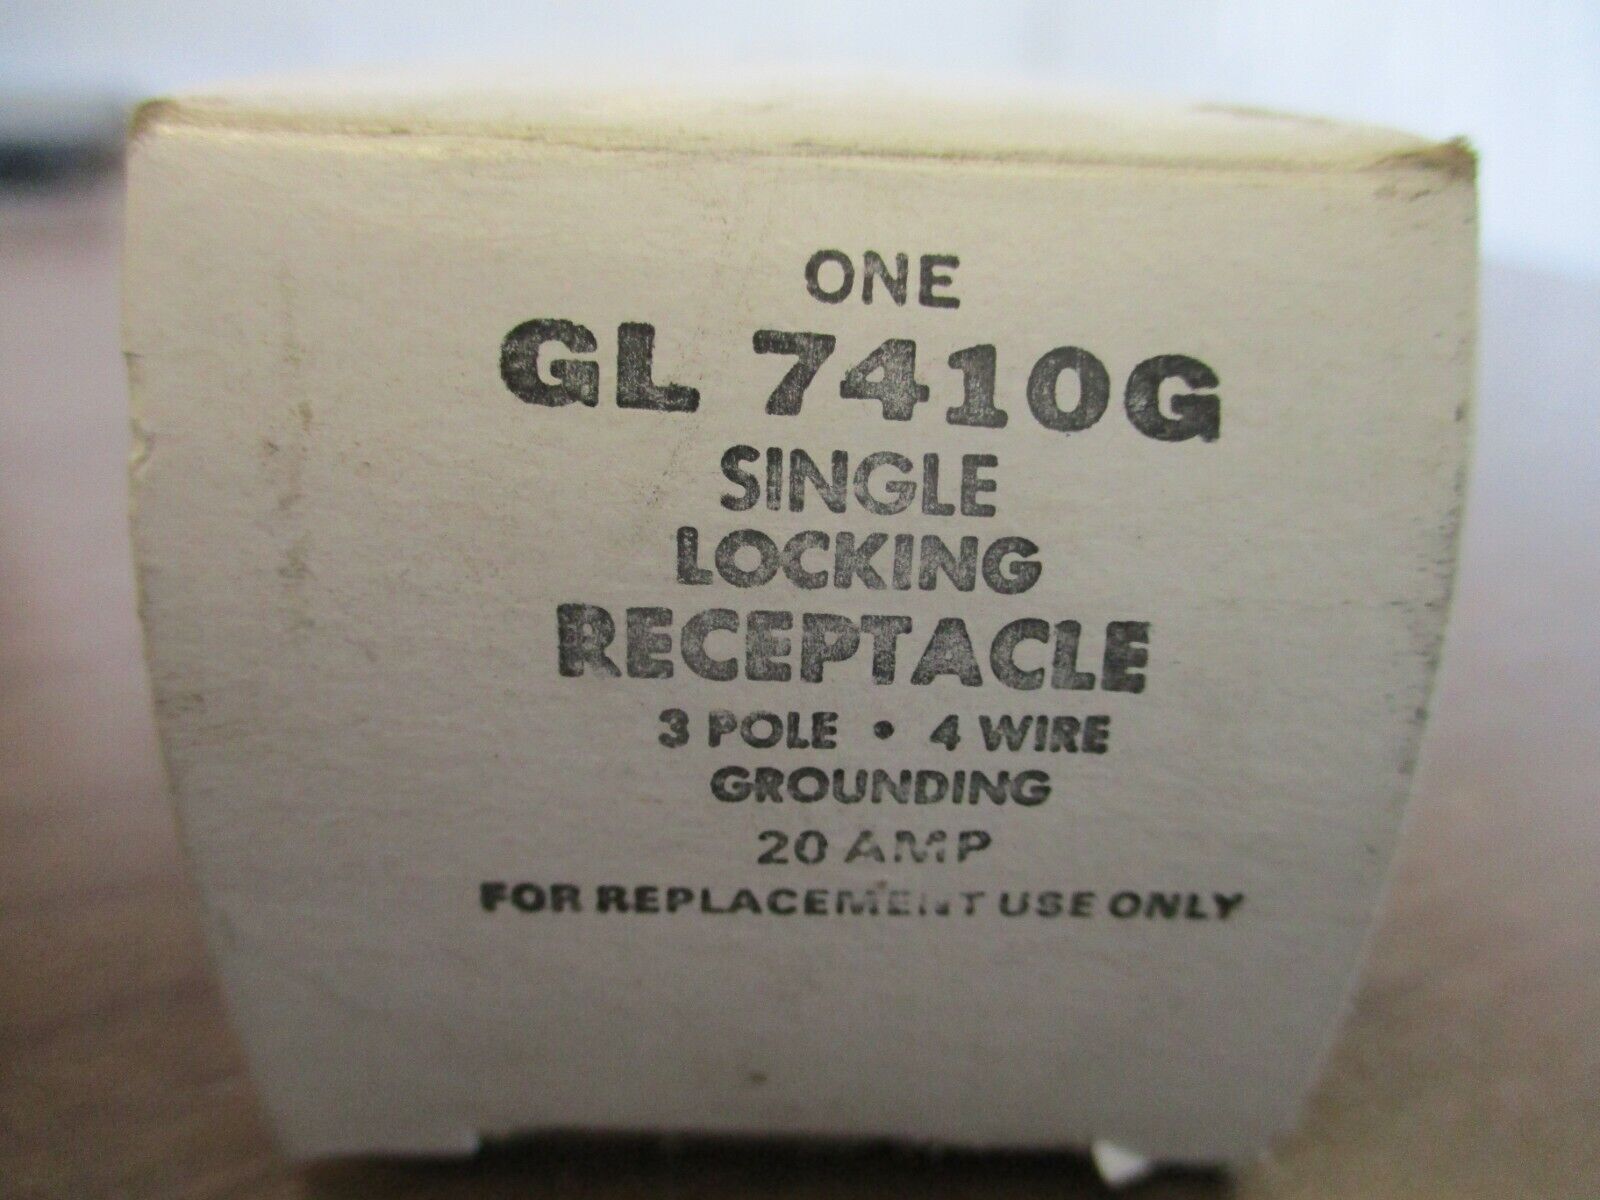 ONE
GL 7410G
SINGLE
LOCKING
RECEPTACLE
3 POLE • 4 WIRE
GROUNDING
20 AMP
FOR REPLACEMENT USE ONLY